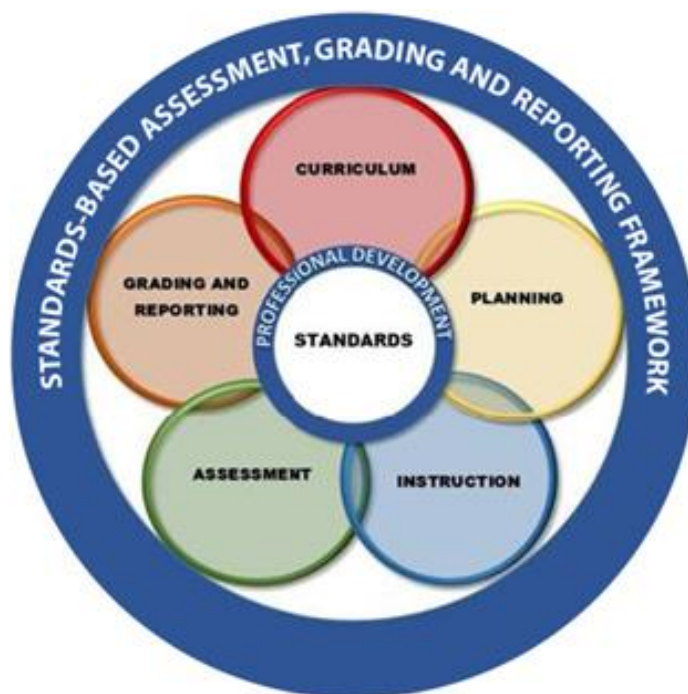 STANDARDS-BASED ASSESSMENT, GRADING AND REPORTING FRAMEWORK
CURRICULUM
GRADING AND
REPORTING
PLANNING
PROFESSIONAL DEVELOPMENT
STANDARDS
ASSESSMENT
INSTRUCTION